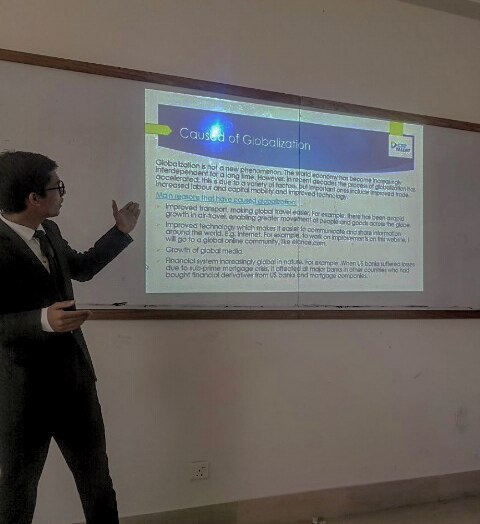 Caused of Globalization
Globalization is not a new phenomenon. The world economy has become increasingly
interdependent for a long time. However, in recent decades the process of globalization has
accelerated; this is due to a variety of factors, but important ones include improved trade,
increased labour and capital mobility and improved technology.
Main reasons that have caused globalization
Improved transport, making global travel easier. For example, there has been a rapid
growth in air-travel, enabling greater movement of people and goods across the globe.
Improved technology which makes it easier to communicate and share information
around the world. E.g. internet. For example, to work on improvements on this website, I
will go to a global online community, like elance.com
Growth of global media
Financial system increasingly global in nature. For example, When US banks suffered losses
due to sub-prime mortgage crisis, it affected all major banks in other countries who had
bought financial derivatives from US banks and mortgage companies.